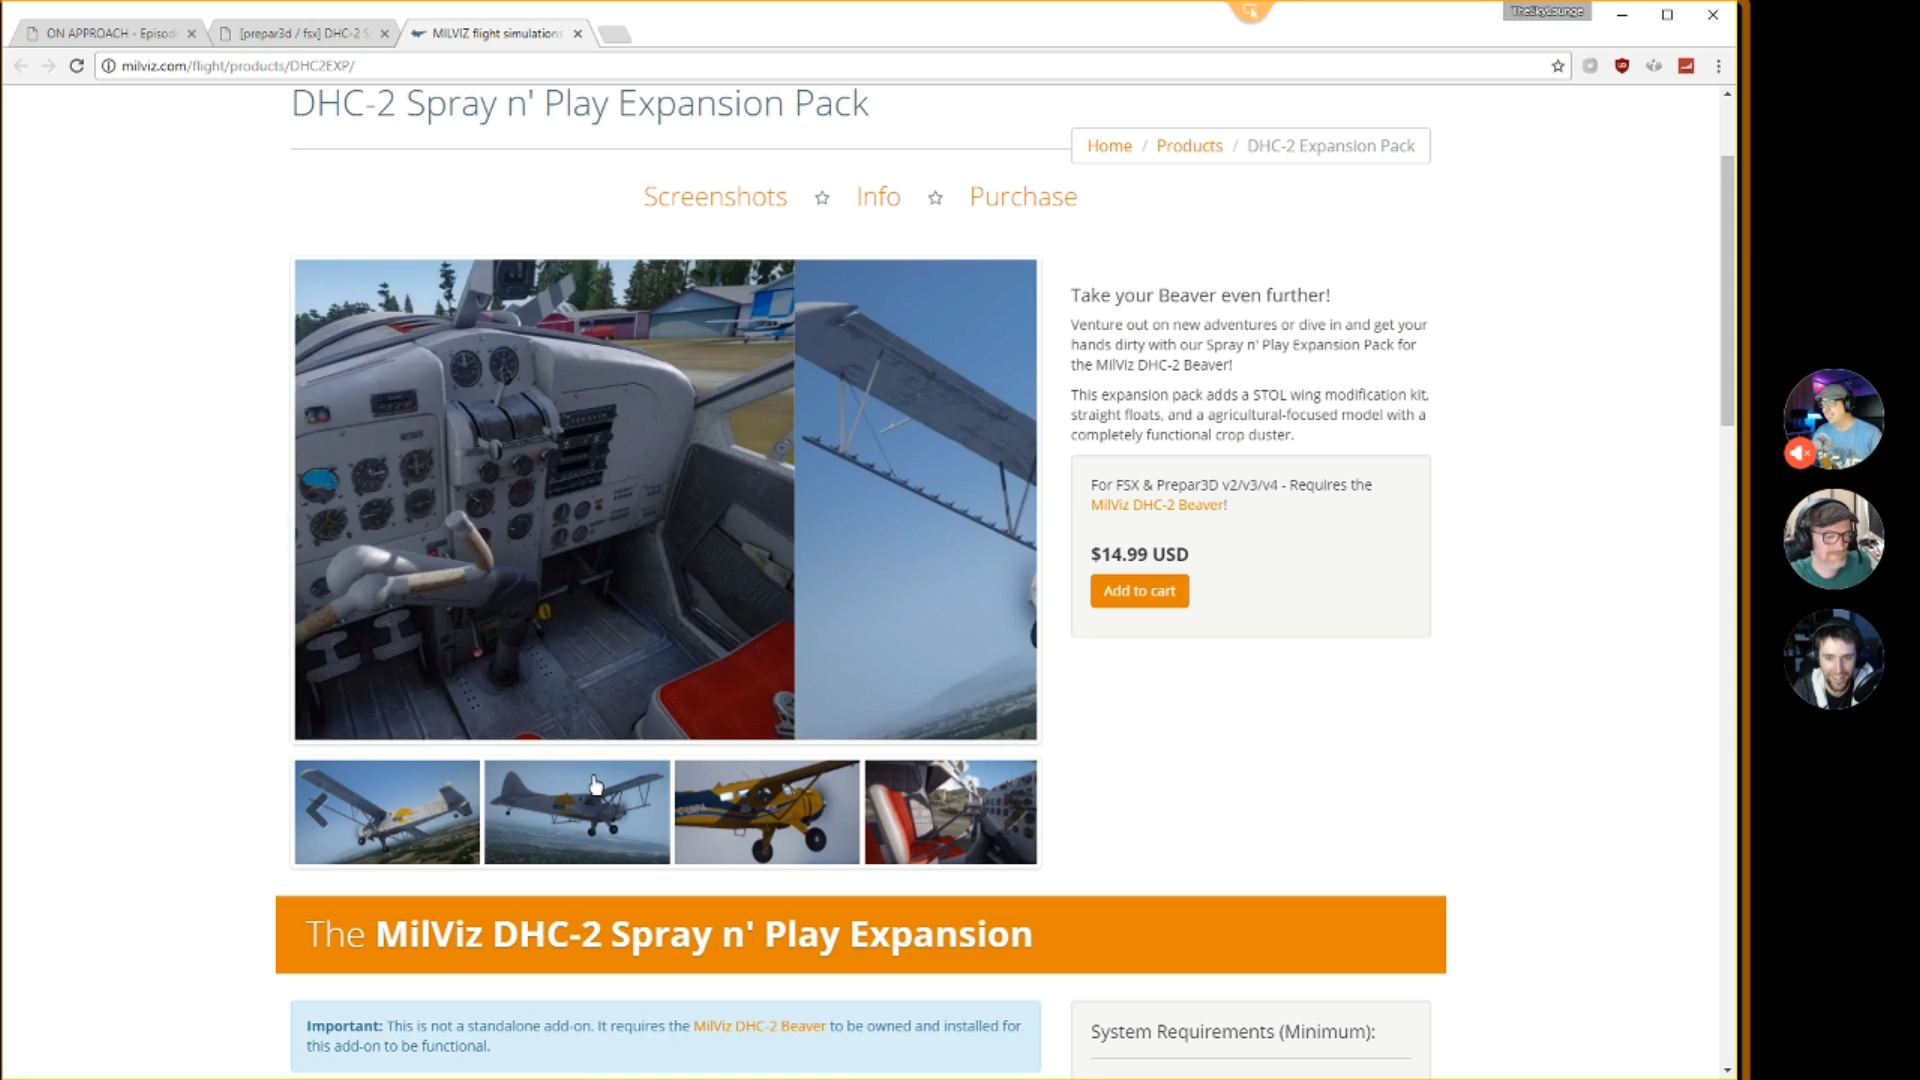 TheSkyLounge
ON APPROACH - Episod
[prepar3d / fsx] DHC-2 S
MILVIZ flight simulations
milviz.com/flight/products/DHC2EXP/
DHC-2 Spray n' Play Expansion Pack
Home / Products / DHC-2 Expansion Pack
Screenshots ☆ Info ☆ Purchase
Take your Beaver even further!
Venture out on new adventures or dive in and get your
hands dirty with our Spray n' Play Expansion Pack for
the MilViz DHC-2 Beaver!
This expansion pack adds a STOL wing modification kit,
straight floats, and a agricultural-focused model with a
completely functional crop duster.
For FSX & Prepar3D v2/v3/v4 - Requires the
MilViz DHC-2 Beaver!
$14.99 USD
Add to cart
The MilViz DHC-2 Spray n' Play Expansion
Important: This is not a standalone add-on. It requires the MilViz DHC-2 Beaver to be owned and installed for
this add-on to be functional.
System Requirements (Minimum):